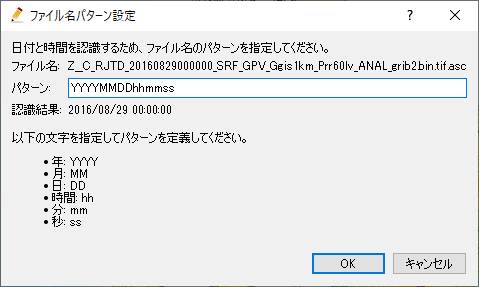 ファイル名パターン設定
日付と時間を認識するため、ファイル名のパターンを指定してください。
ファイル名: Z__C_RJTD_20160829000000_SRF_GPV_Ggis1km_Prr60lv_ANAL_grib2.bin.tif.asc
パターン: YYYYMMDDhhmmss
認識結果: 2016/08/29 00:00:00
以下の文字を指定してパターンを定義してください。
• 年: YYYY
• 月: MM
• 日: DD
• 時間: hh
• 分: mm
• 秒: ss
OK キャンセル